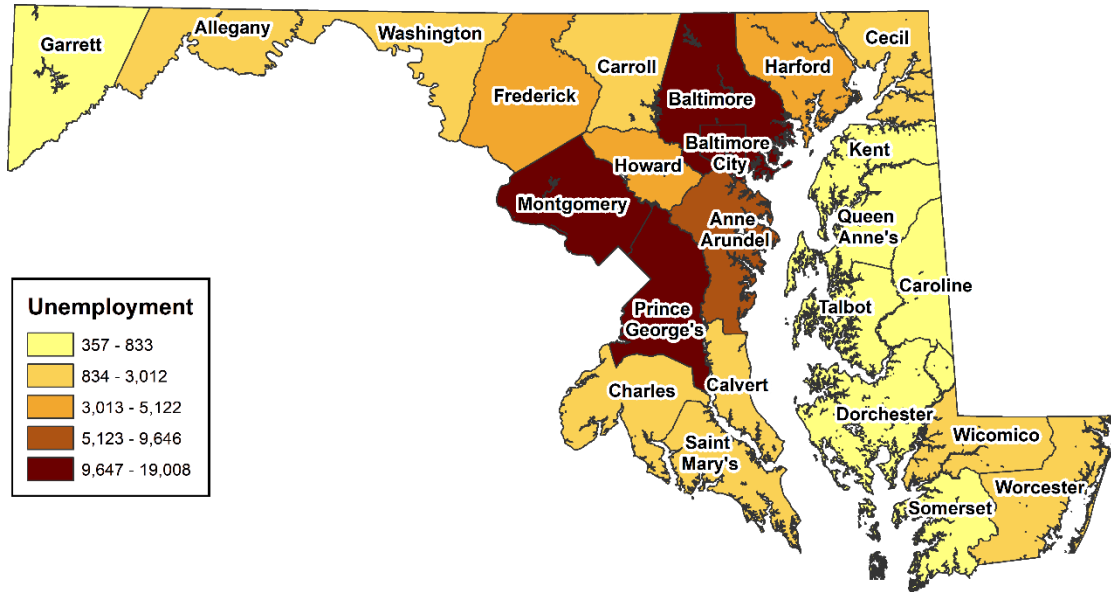 Garrett
Allegany
Washington
Frederick
Carroll
Baltimore
Harford
Cecil
Baltimore
City
Howard
Montgomery
Anne
Arundel
Kent
Queen
Anne's
Caroline
Talbot
Prince
George's
Charles
Calvert
Saint
Mary's
Dorchester
Wicomico
Worcester
Somerset
Unemployment
357 - 833
834 - 3,012
3,013 - 5,122
5,123 - 9,646
9,647 - 19,008